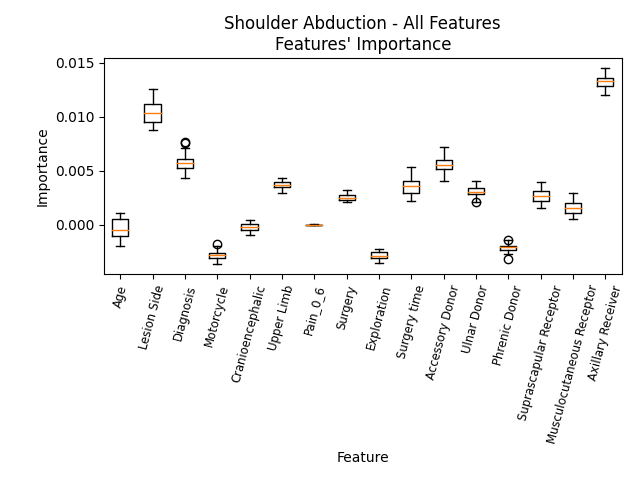 Shoulder Abduction - All Features
Features' Importance
0.015
0.010
0.005
0.000
Importance
Age
Lesion Side
Diagnosis
Motorcycle
Cranioencephalic
Upper Limb
Pain_0_6
Surgery
Exploration
Surgery time
Accessory Donor
Ulnar Donor
Phrenic Donor
Suprascapular Receptor
Musculocutaneous Receptor
Axillary Receiver
Feature